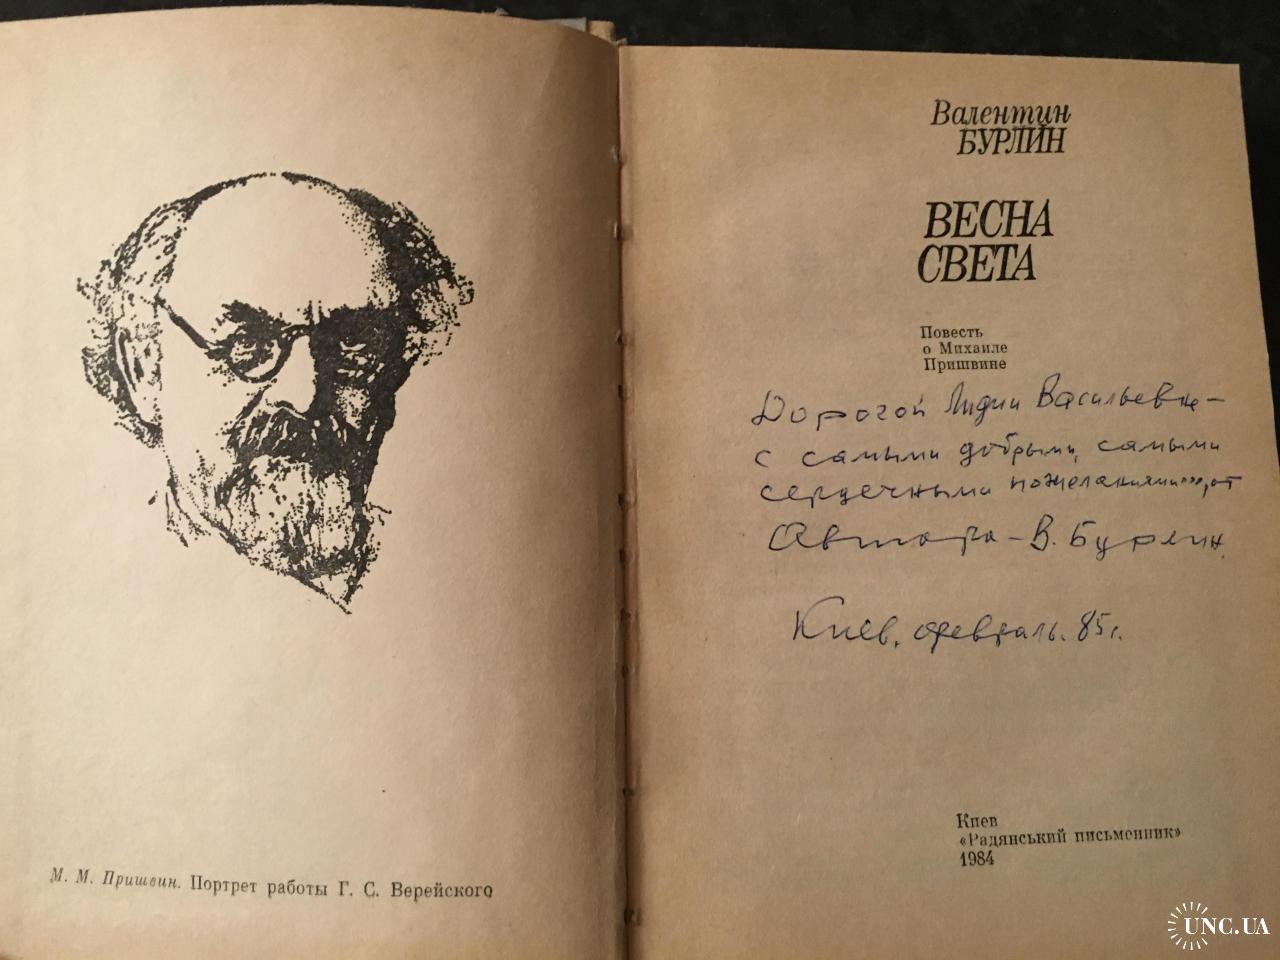 М. М. Пришвин. Портрет работы Г. С. Верейского
Валентин
БУРЛИН
ВЕСНА
СВЕТА
Повесть
о Михаиле
Пришвине
Дорогой Лидии Васильевне –
с самыми добрыми, самыми
сердечными пожеланиями, от
Автора – В. Бурлин.
Киев, февраль. 85 г.
Киев
«Радянський письменник»
1984
UNC.UA